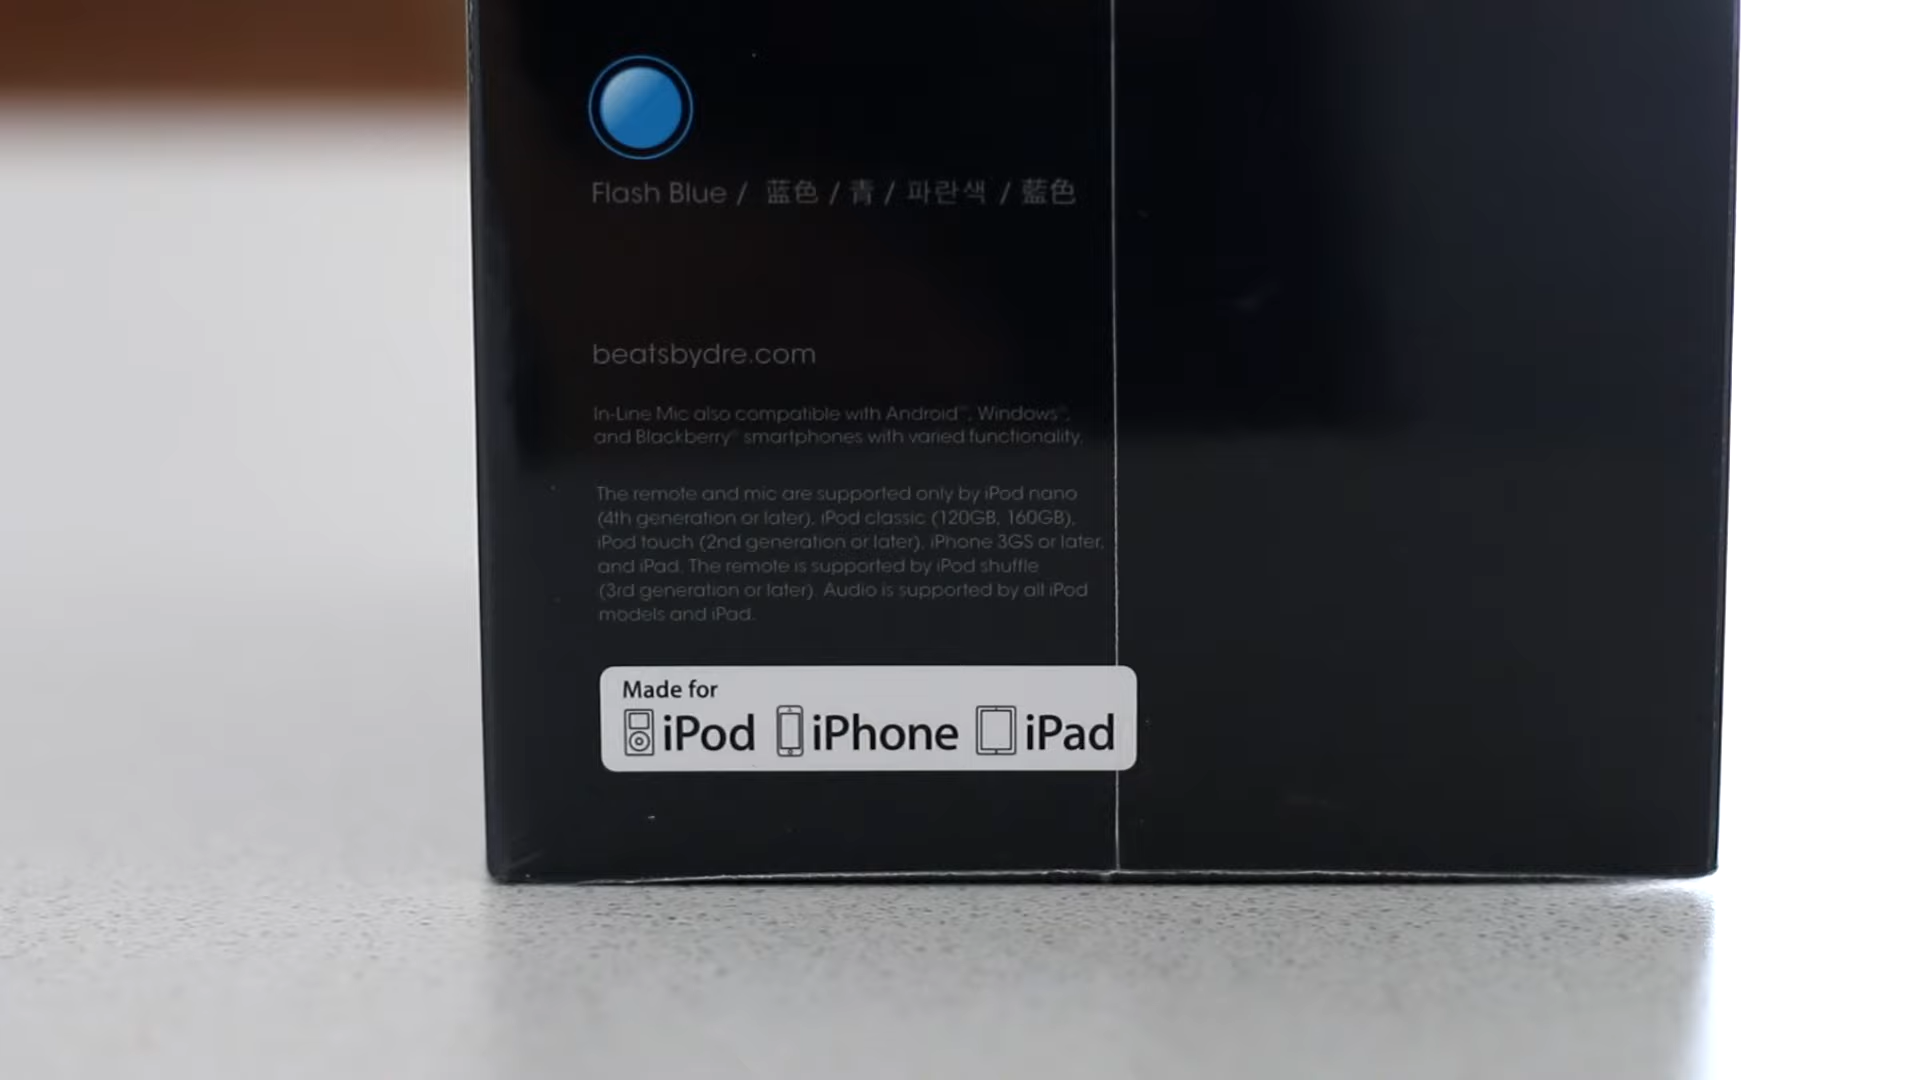 Flash Blue / 蓝色 / 青 / 파란색 / 藍色
beatsbydre.com
In-Line Mic also compatible with Android™, Windows®,
and Blackberry® smartphones with varied functionality.
The remote and mic are supported only by iPod nano
(4th generation or later), iPod classic (120GB, 160GB),
iPod touch (2nd generation or later), iPhone 3GS or later,
and iPad. The remote is supported by iPod shuffle
(3rd generation or later). Audio is supported by all iPod
models and iPad.
Made for
iPod iPhone iPad